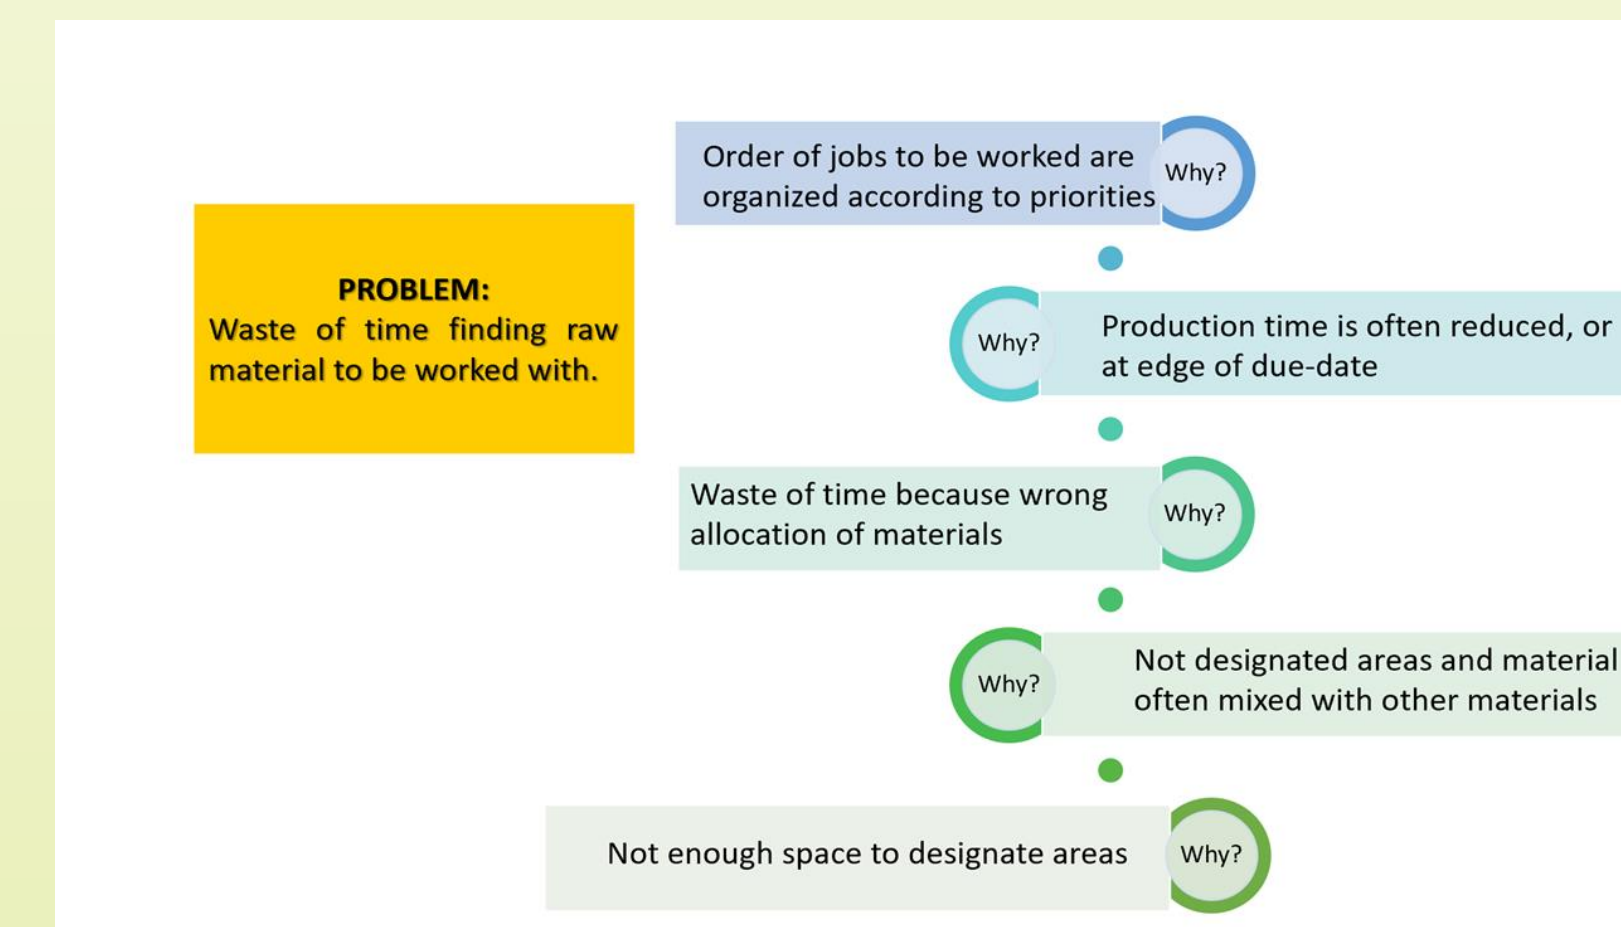 Order of jobs to be worked are
organized according to priorities
Why?
PROBLEM:
Waste of time finding raw
material to be worked with.
Why?
Production time is often reduced, or
at edge of due-date
Waste of time because wrong
allocation of materials
Why?
Why?
Not designated areas and material
often mixed with other materials
Not enough space to designate areas
Why?